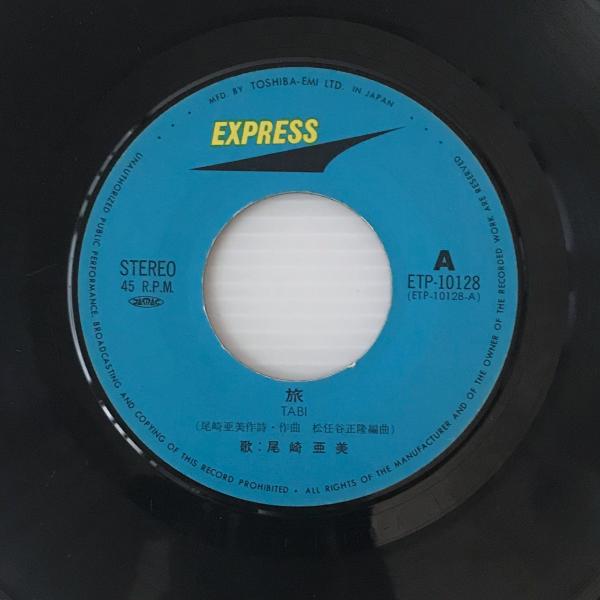 MFD. BY TOSHIBA-EMI LTD. IN JAPAN
EXPRESS
STEREO
45 R.P.M.
JASRAC
A
ETP-10128
(ETP-10128-A)
旅
TABI
(尾崎亜美作詩・作曲 松任谷正隆編曲)
歌:尾崎亜美
UNAUTHORIZED PUBLIC PERFORMANCE, BROADCASTING AND COPYING OF THIS RECORD PROHIBITED • ALL RIGHTS OF THE MANUFACTURER AND OF THE OWNER OF THE RECORDED WORK ARE RESERVED